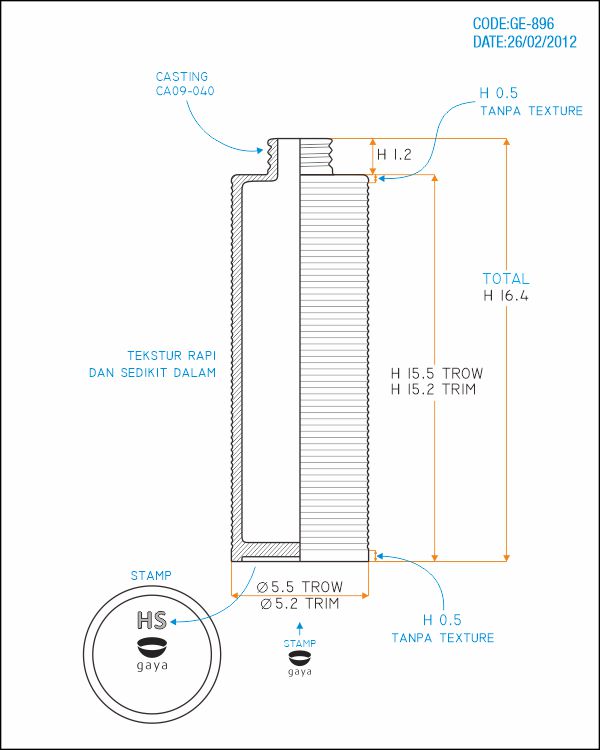 CODE:GE-896
DATE:26/02/2012
CASTING
CA09-040
H 0.5
TANPA TEXTURE
H 1.2
TOTAL
H 16.4
TEKSTUR RAPI
DAN SEDIKIT DALAM
H 15.5 TROW
H 15.2 TRIM
STAMP
Ø 5.5 TROW
Ø 5.2 TRIM
HS
gaya
STAMP
gaya
H 0.5
TANPA TEXTURE